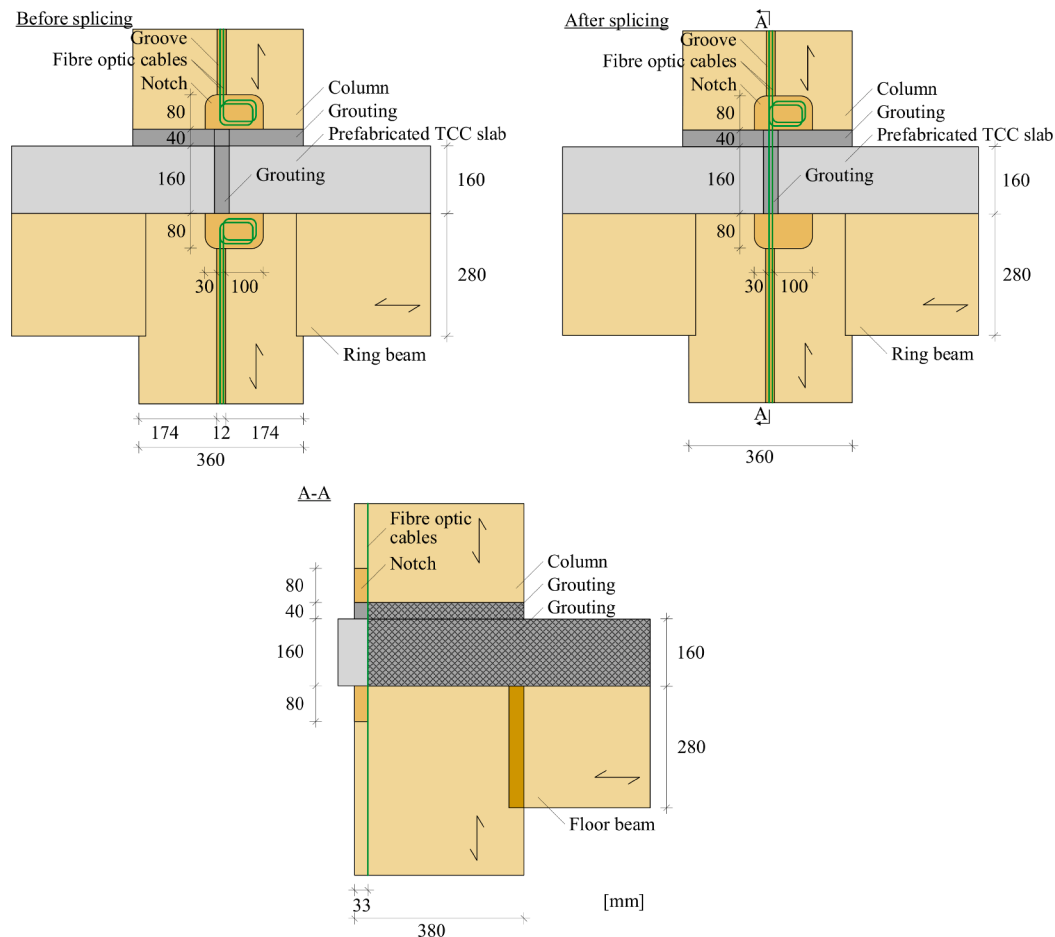 Before splicing
Groove
Fibre optic cables
Notch
Column
Grouting
Prefabricated TCC slab
Grouting
80
40
160
80
160
280
30
100
Ring beam
174
12
174
360
After splicing
A
Groove
Fibre optic cables
Notch
Column
Grouting
Prefabricated TCC slab
Grouting
80
40
160
80
160
280
30
100
Ring beam
A
360
A-A
Fibre optic
cables
Notch
Column
Grouting
Grouting
80
40
160
80
160
280
Floor beam
33
380
[mm]